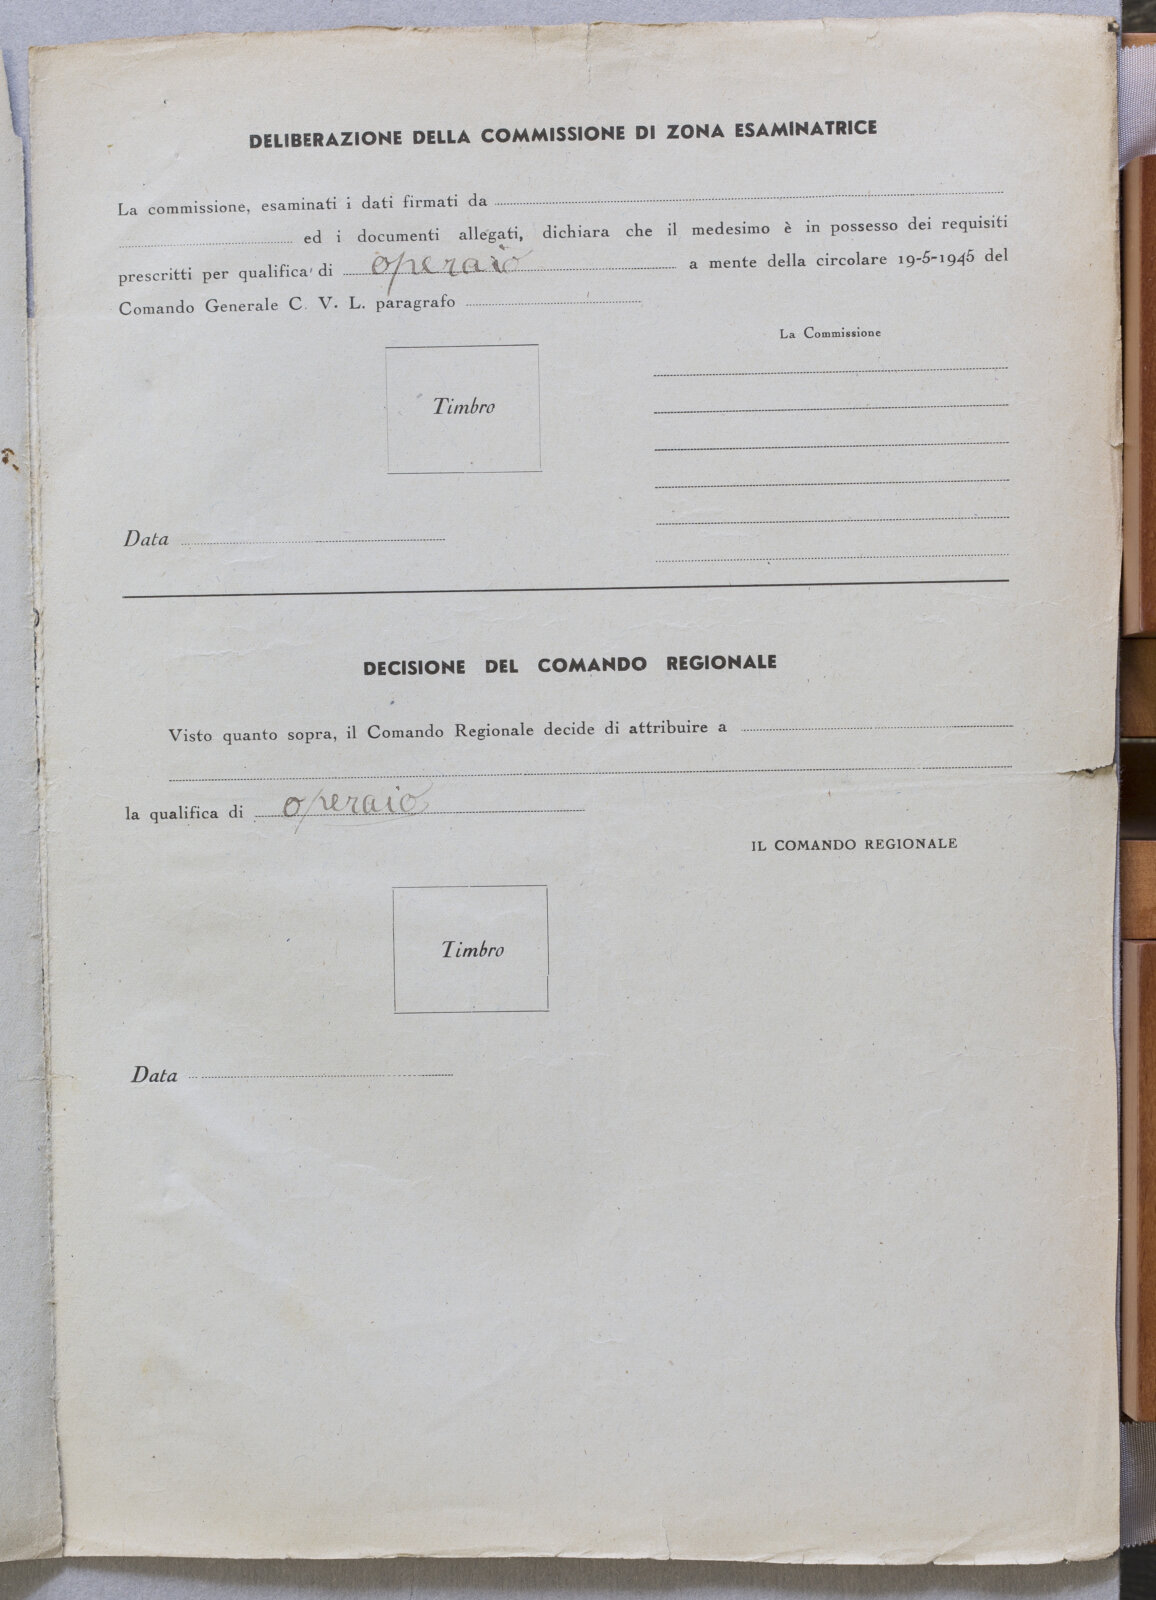 DELIBERAZIONE DELLA COMMISSIONE DI ZONA ESAMINATRICE
La commissione, esaminati i dati firmati da
ed i documenti allegati, dichiara che il medesimo è in possesso dei requisiti
prescritti per qualifica di operaio a mente della circolare 19-5-1945 del
Comando Generale C. V. L. paragrafo
La Commissione
Timbro
Data
DECISIONE DEL COMANDO REGIONALE
Visto quanto sopra, il Comando Regionale decide di attribuire a
la qualifica di operaio
IL COMANDO REGIONALE
Timbro
Data